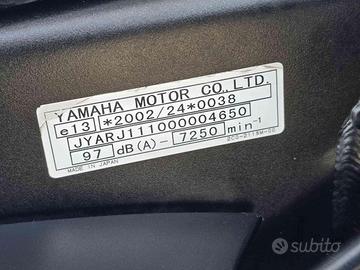 YAMAHA MOTOR CO., LTD.
e13 *2002/24*0038
JYARJ111000004650
97 dB(A)- 7250 min-1
MADE IN JAPAN
subito